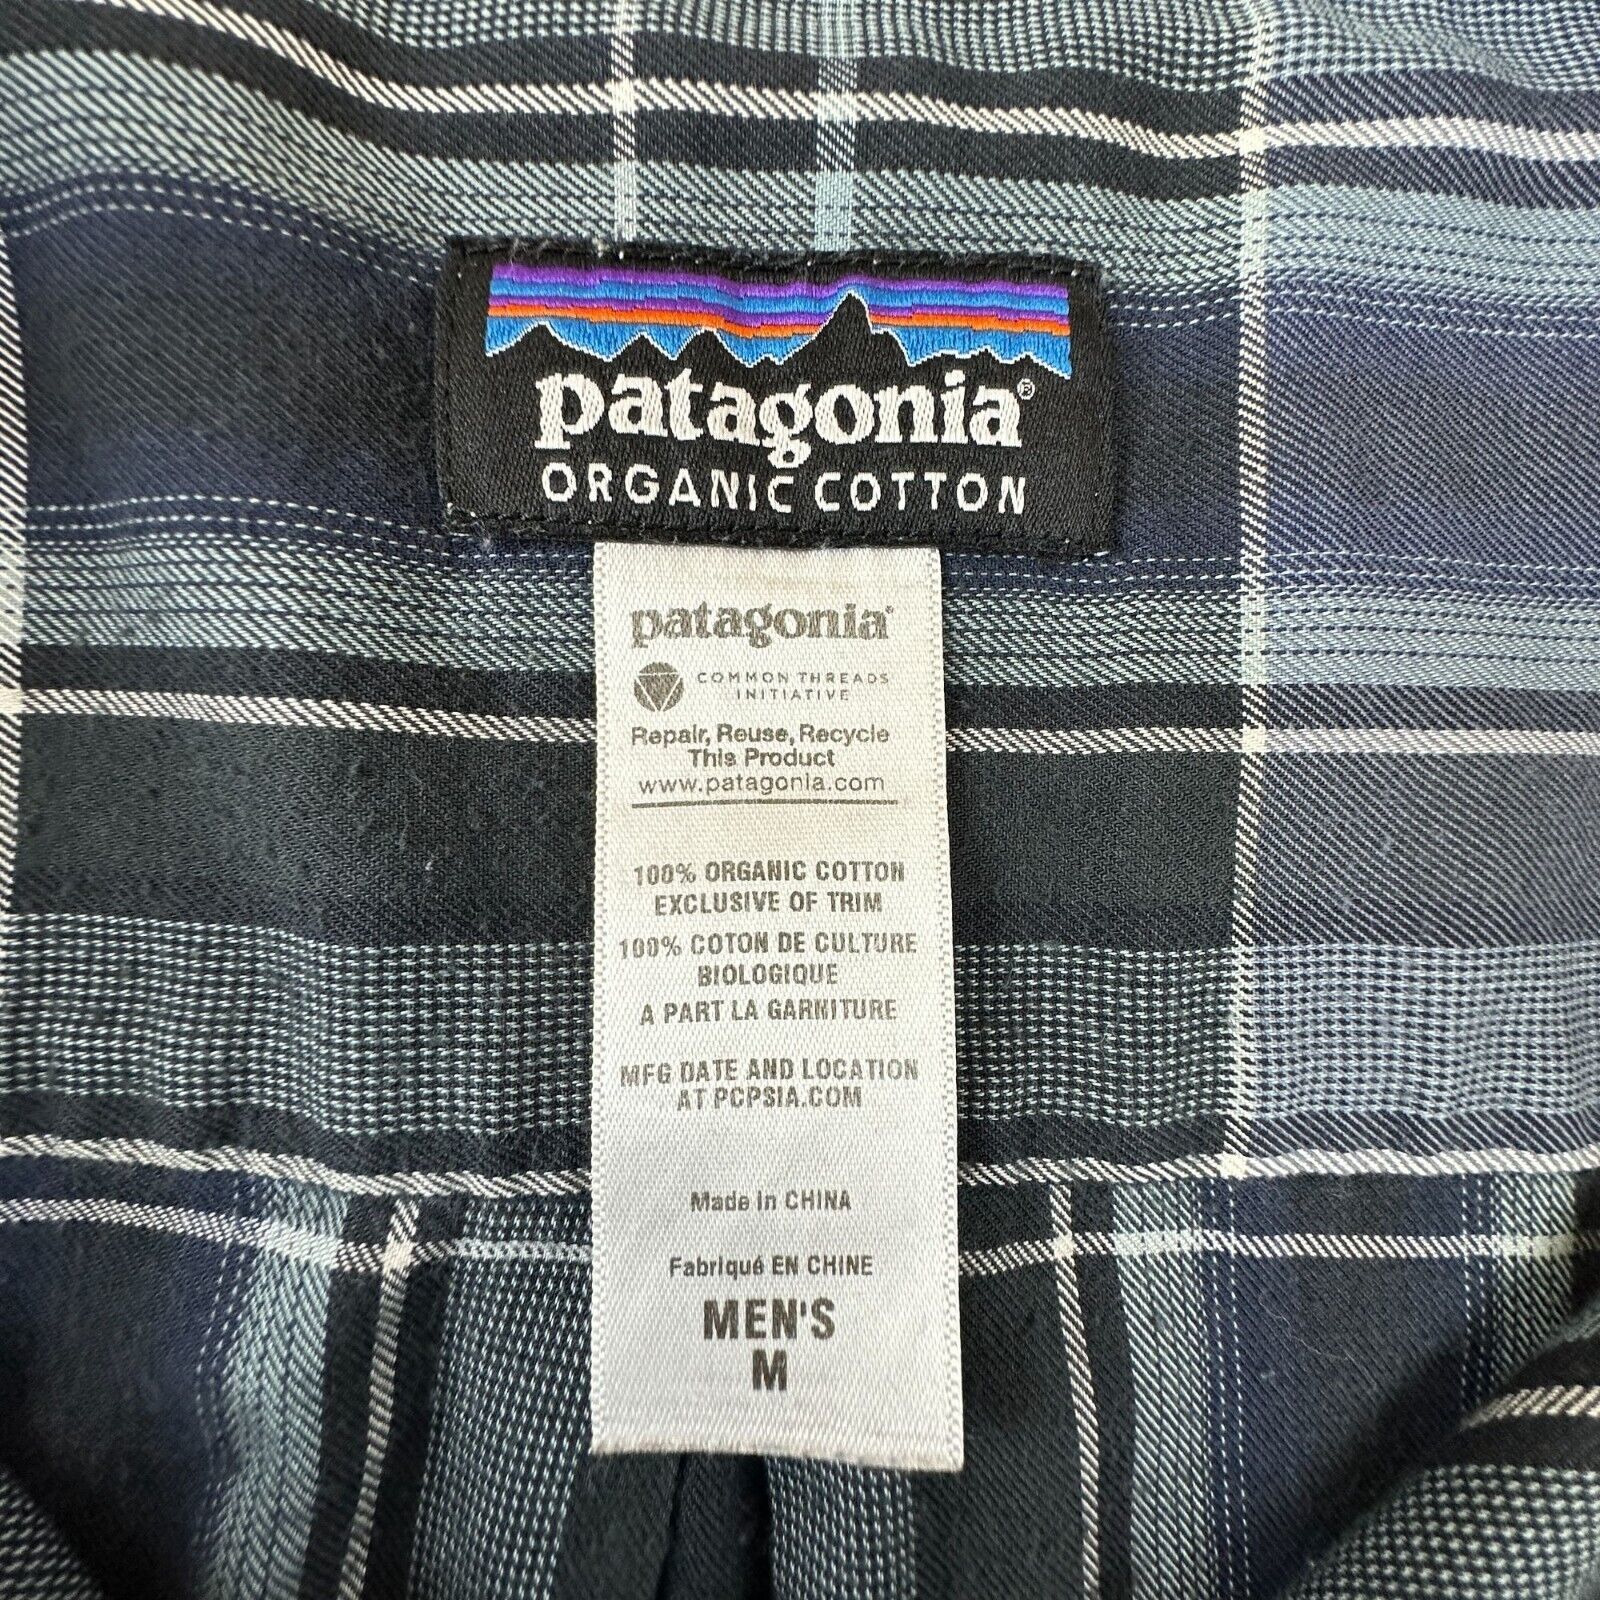 patagonia®
ORGANIC COTTON
patagonia®
COMMON THREADS
INITIATIVE
Repair, Reuse, Recycle
This Product
www.patagonia.com
100% ORGANIC COTTON
EXCLUSIVE OF TRIM
100% COTON DE CULTURE
BIOLOGIQUE
A PART LA GARNITURE
MFG DATE AND LOCATION
AT PCPSIA.COM
Made in CHINA
Fabriqué EN CHINE
MEN'S
M